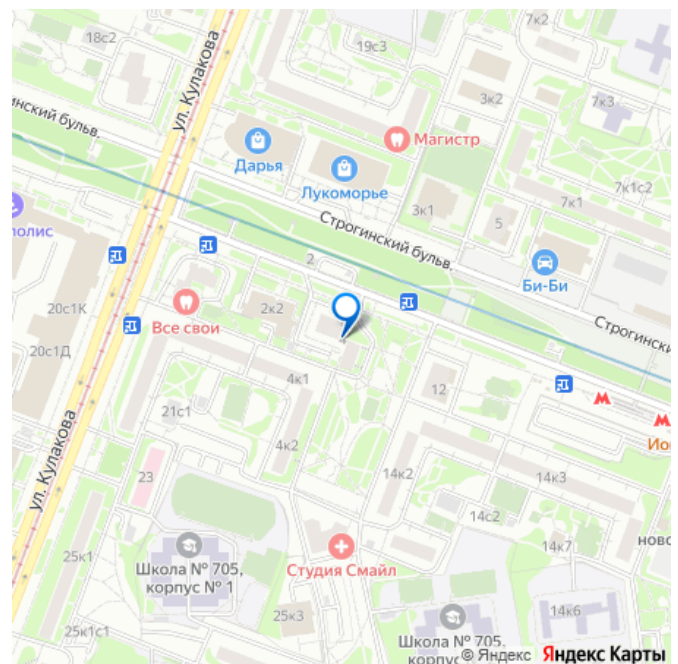 18с2
ул. Кулакова
19с3
7к2
3к2
7к3
нский бульв.
Магистр
Дарья
Лукоморье
7к1с2
7к1
3к1
5
Строгинский бульв.
полис
2
Би-Би
20с1К
2к2
Все свои
Строгински
20с1Д
4к1
12
М
М
21с1
Ио
ул. Кулакова
4к2
23
14к2
14к3
14с2
25к1
Школа № 705,
корпус № 1
Студия Смайл
14к7
ново
25к3
14к6
25к1с1
Школа № 705,
корпус
© Яндекс Яндекс Карты